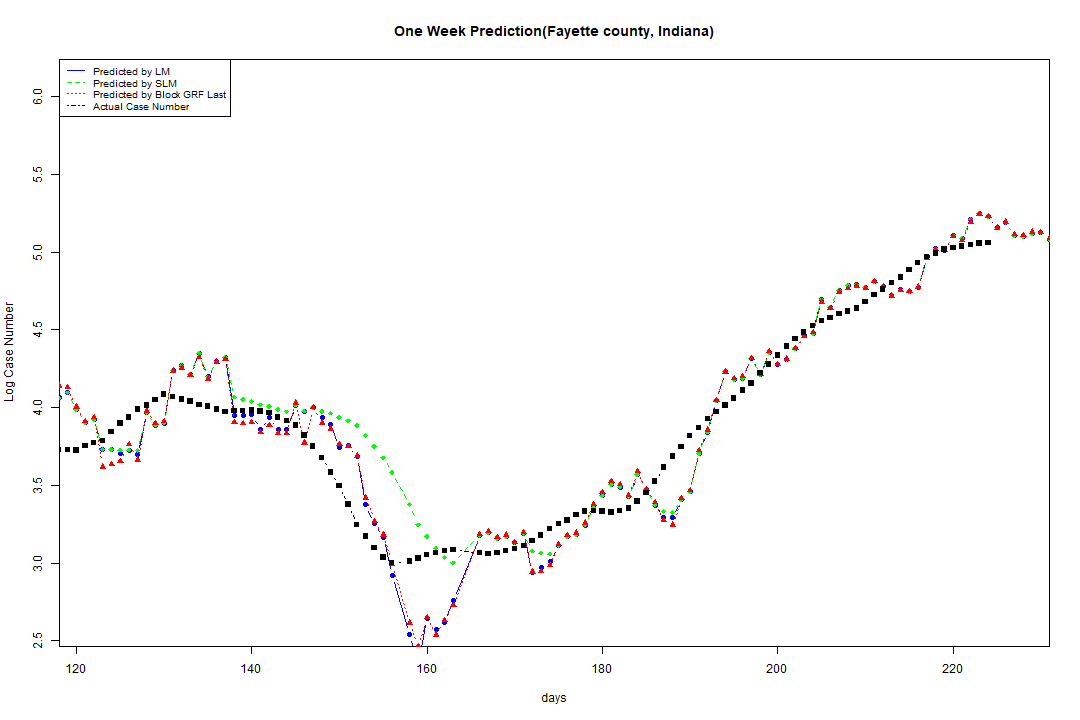 One Week Prediction(Fayette county, Indiana)
Predicted by LM
Predicted by SLM
Predicted by Block GRF Last
Actual Case Number
6.0
5.5
5.0
4.5
4.0
3.5
3.0
2.5
Log Case Number
120 140 160 180 200 220
days